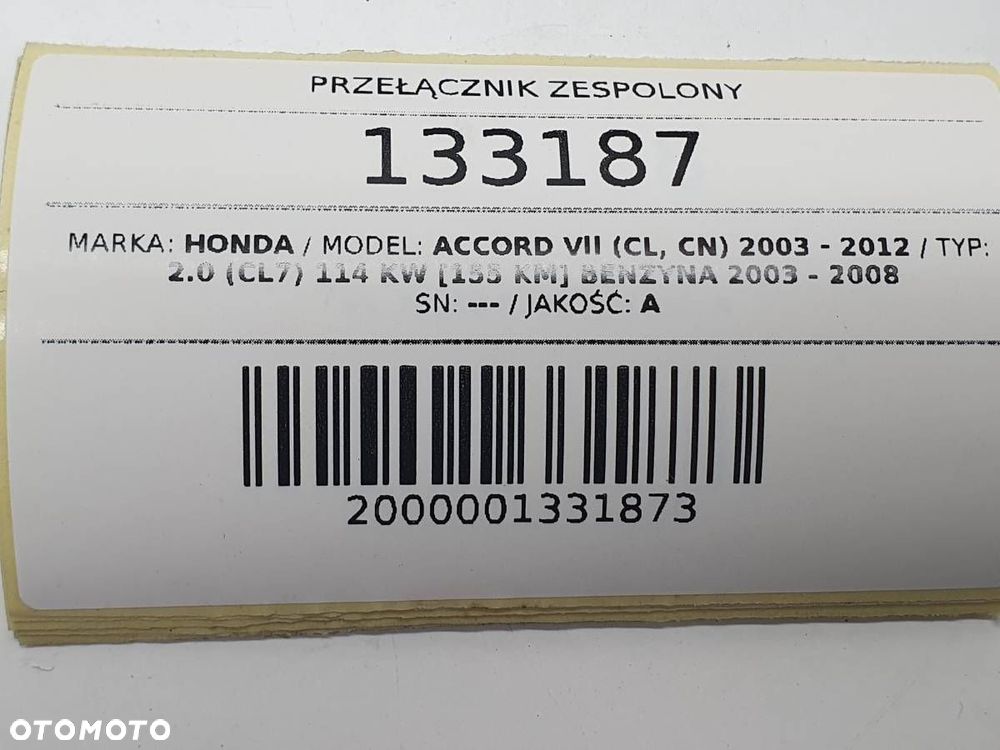 PRZEŁĄCZNIK ZESPOLONY
133187
MARKA: HONDA / MODEL: ACCORD VII (CL, CN) 2003 - 2012 / TYP:
2.0 (CL7) 114 KW [155 KM] BENZYNA 2003 - 2008
SN: --- / JAKOŚĆ: A
2000001331873
OTOMOTO